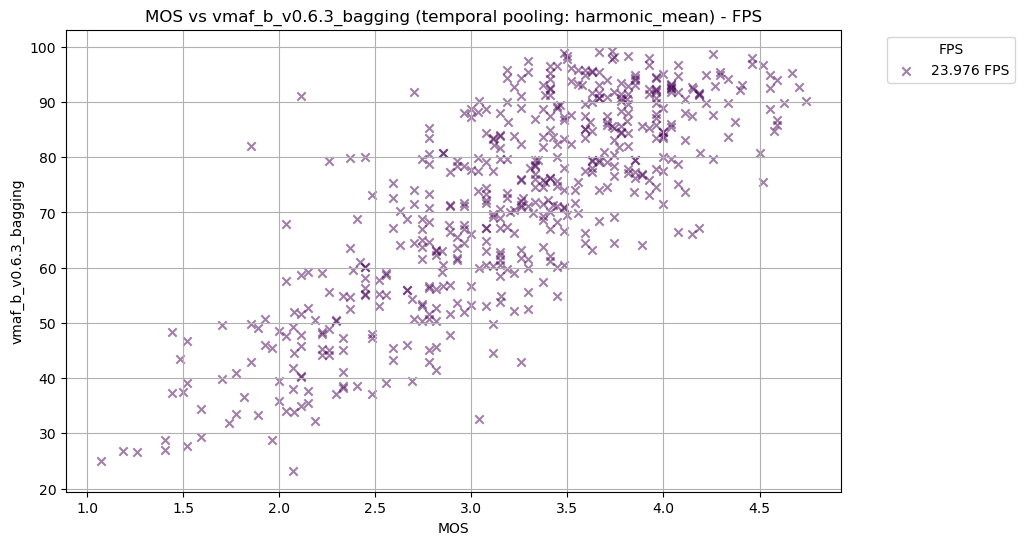 MOS vs vmaf_b_v0.6.3_bagging (temporal pooling: harmonic_mean) - FPS
FPS
23.976 FPS
vmaf_b_v0.6.3_bagging
100
90
80
70
60
50
40
30
20
1.0 1.5 2.0 2.5 3.0 3.5 4.0 4.5
MOS